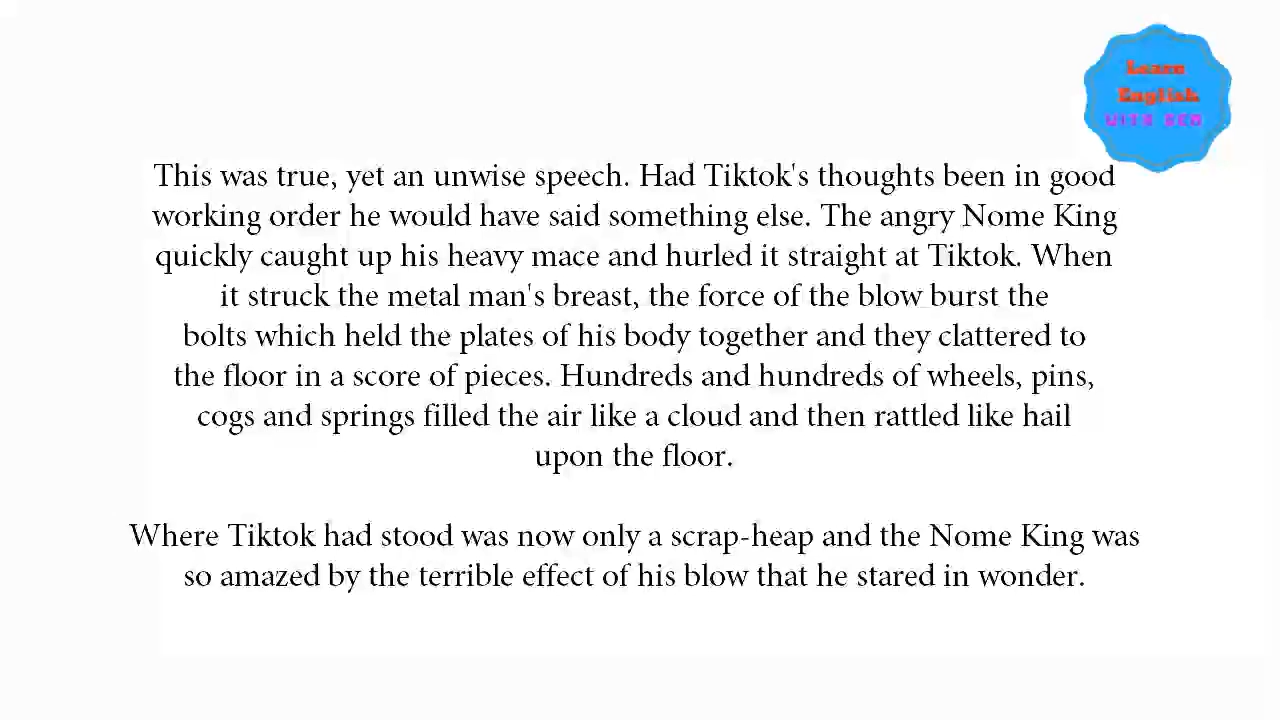 Learn
English
This was true, yet an unwise speech. Had Tiktok's thoughts been in good
working order he would have said something else. The angry Nome King
quickly caught up his heavy mace and hurled it straight at Tiktok. When
it struck the metal man's breast, the force of the blow burst the
bolts which held the plates of his body together and they clattered to
the floor in a score of pieces. Hundreds and hundreds of wheels, pins,
cogs and springs filled the air like a cloud and then rattled like hail
upon the floor.
Where Tiktok had stood was now only a scrap-heap and the Nome King was
so amazed by the terrible effect of his blow that he stared in wonder.